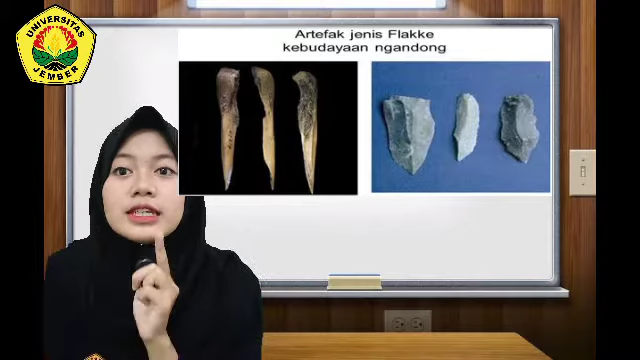 UNIVERSITAS
JEMBER
Artefak jenis Flakke
kebudayaan ngandong